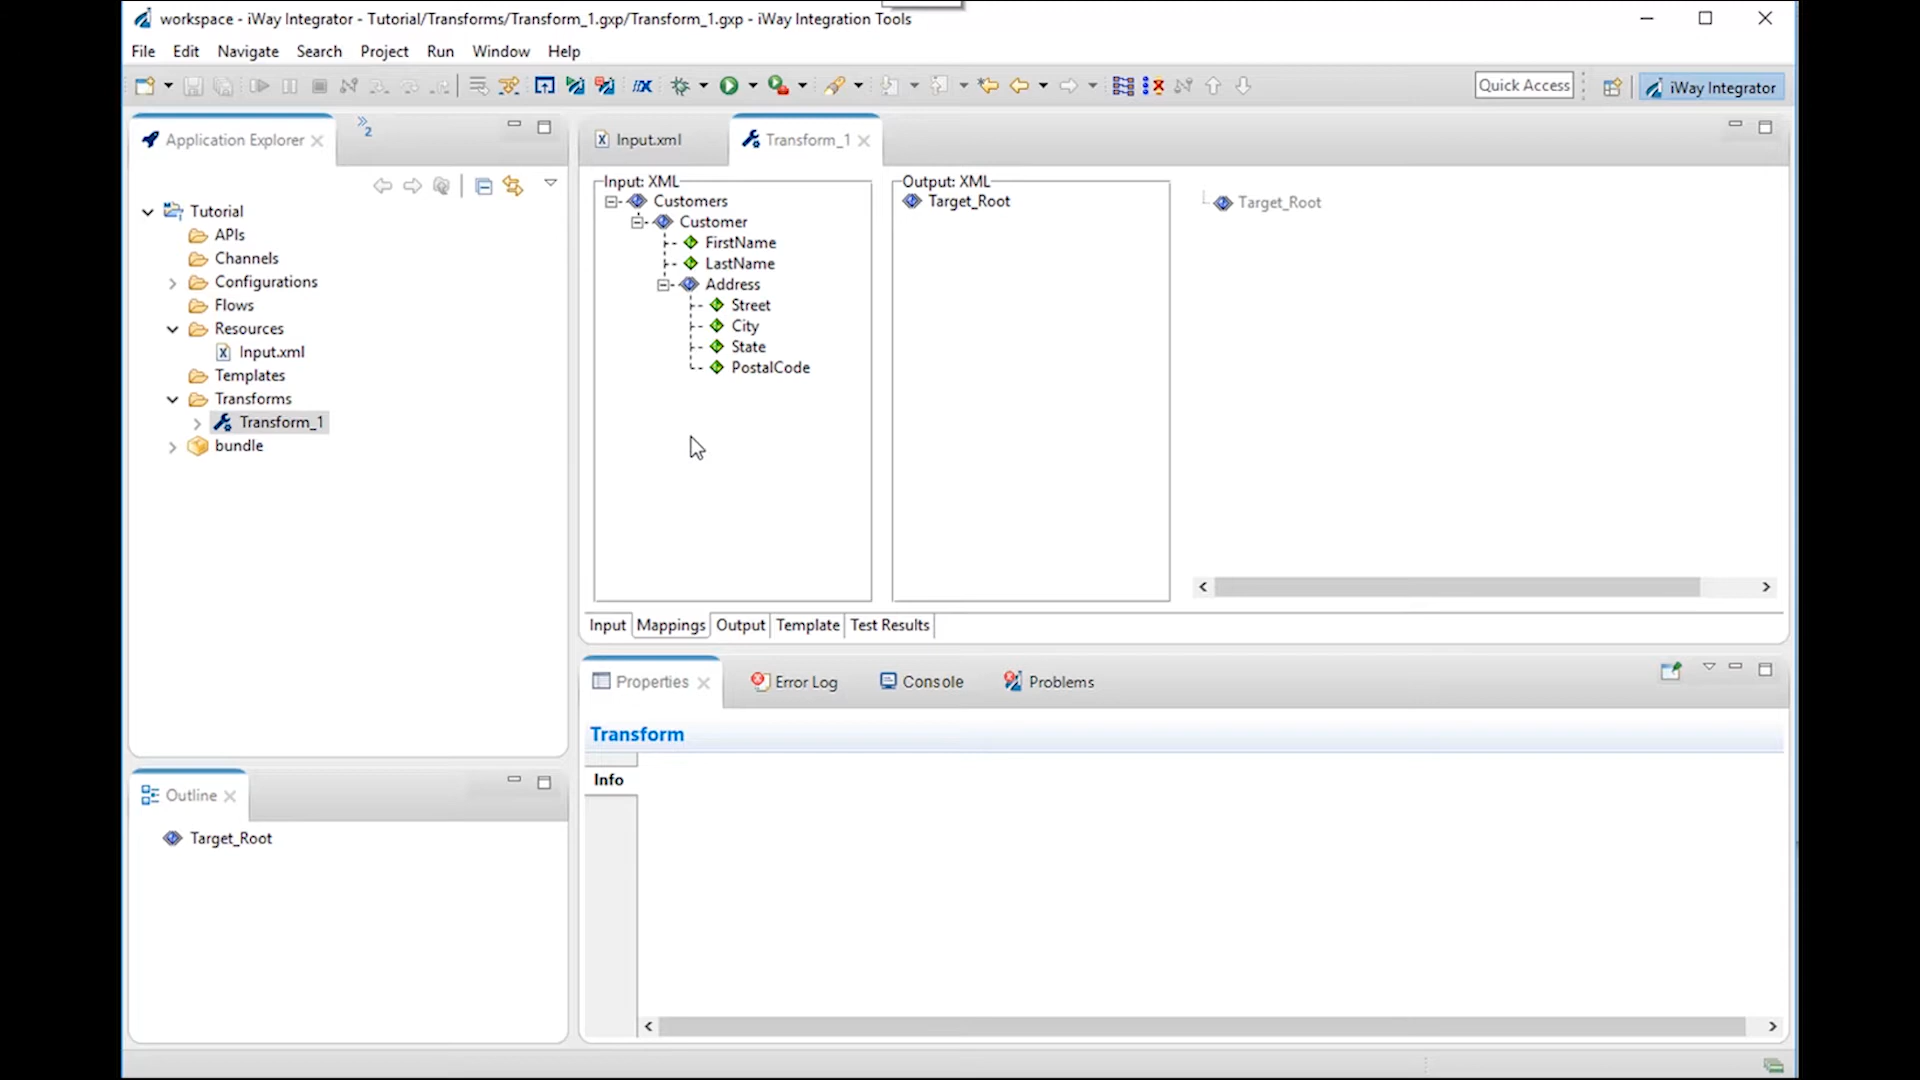 workspace - iWay Integrator - Tutorial/Transforms/Transform_1.gxp/Transform_1.gxp - iWay Integration Tools
File Edit Navigate Search Project Run Window Help
Quick Access
iWay Integrator
Application Explorer
2
Tutorial
APIs
Channels
Configurations
Flows
Resources
Input.xml
Templates
Transforms
Transform_1
bundle
Input.xml
Transform_1
Input: XML
Customers
Customer
FirstName
LastName
Address
Street
City
State
PostalCode
Output: XML
Target_Root
Target_Root
Input Mappings Output Template Test Results
Properties Error Log Console Problems
Transform
Info
Outline
Target_Root